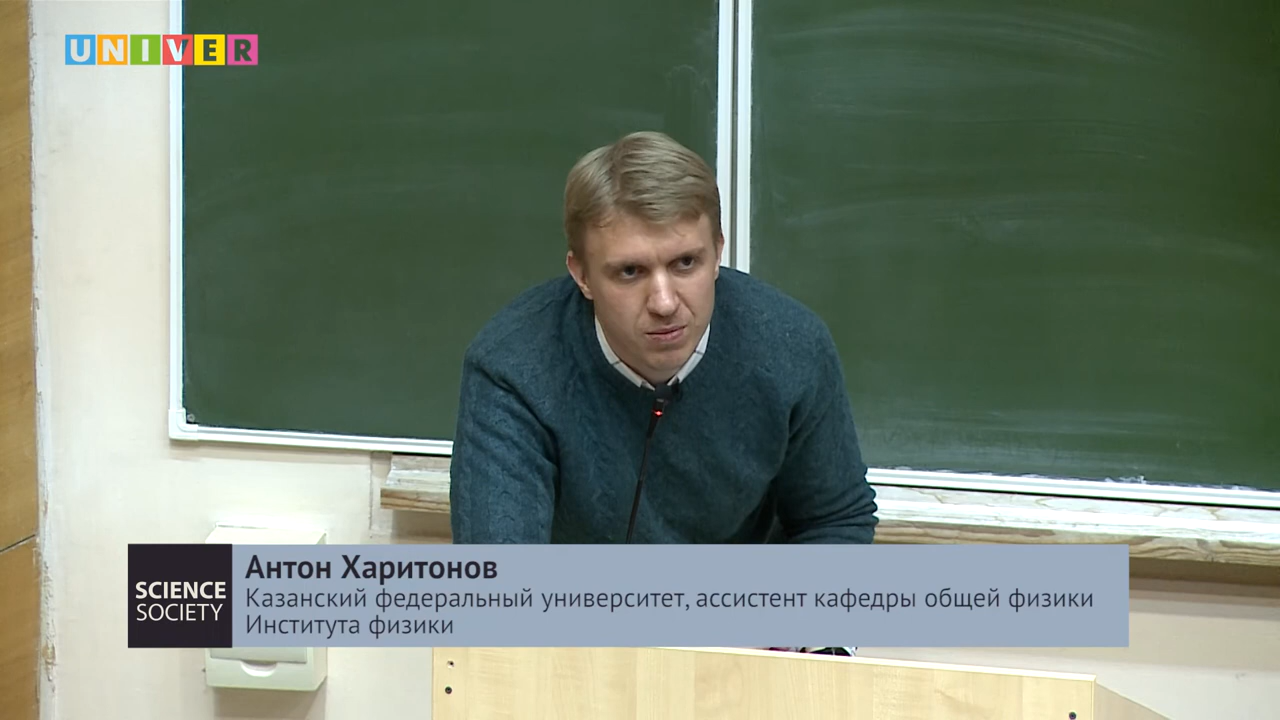 UNIVER
Антон Харитонов
SCIENCE
SOCIETY
Казанский федеральный университет, ассистент кафедры общей физики
Института физики